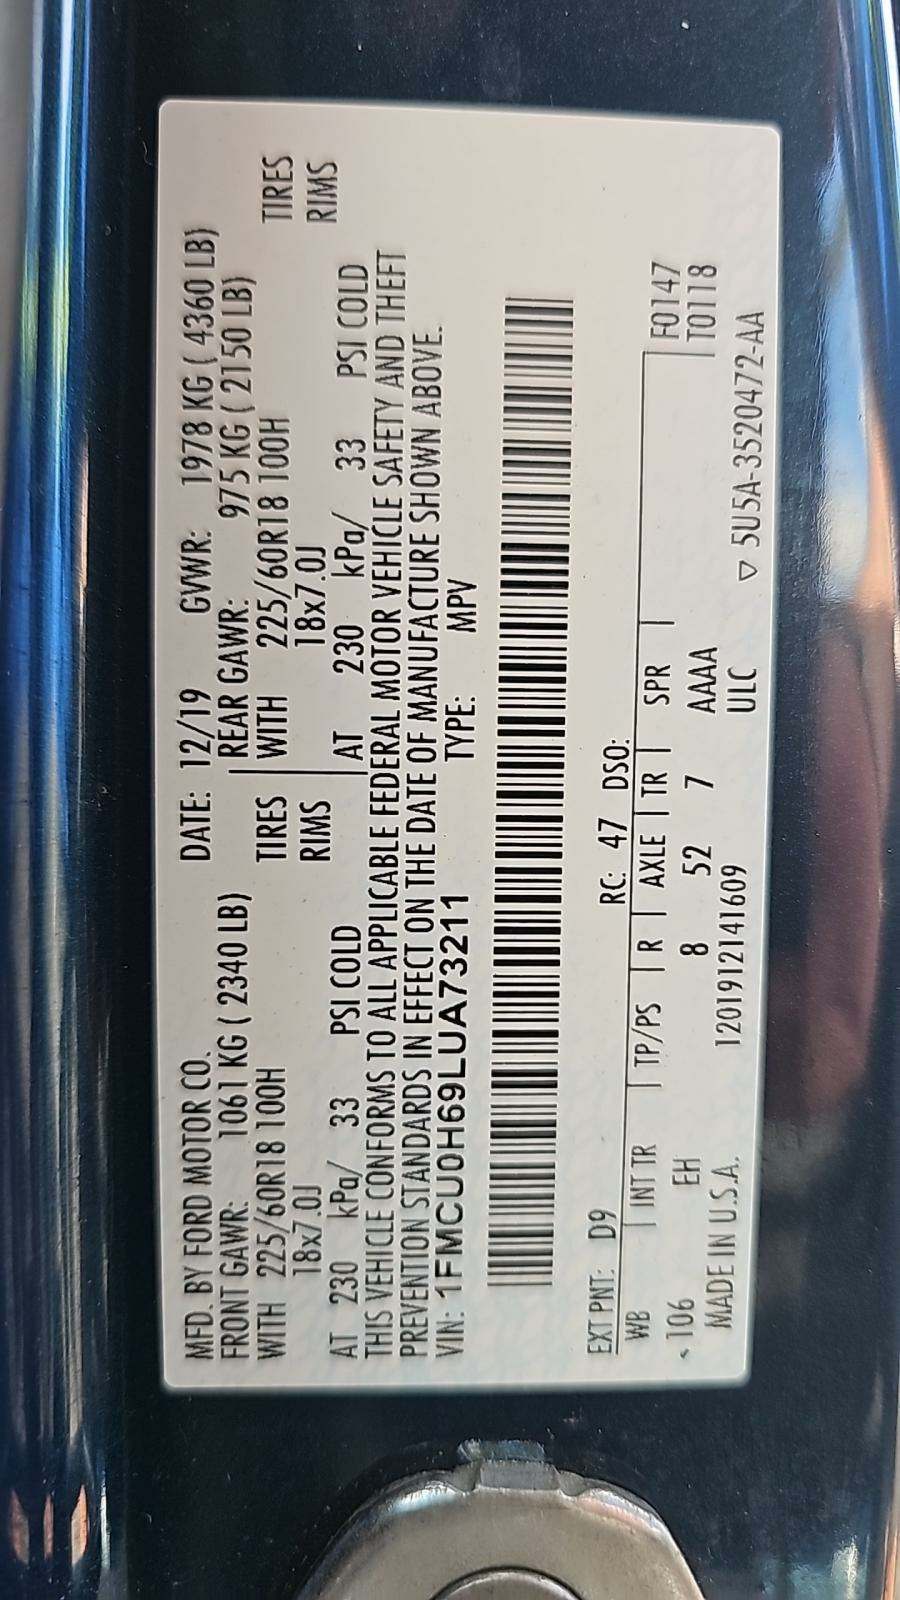 MFD. BY FORD MOTOR CO. DATE: 12/19 GVWR: 1978 KG ( 4360 LB)
FRONT GAWR: 1061 KG ( 2340 LB) REAR GAWR: 975 KG ( 2150 LB)
WITH 225/60R18 100H TIRES WITH 225/60R18 100H TIRES
18x7.0J RIMS 18x7.0J RIMS
AT 230 kPa/ 33 PSI COLD AT 230 kPa/ 33 PSI COLD
THIS VEHICLE CONFORMS TO ALL APPLICABLE FEDERAL MOTOR VEHICLE SAFETY AND THEFT
PREVENTION STANDARDS IN EFFECT ON THE DATE OF MANUFACTURE SHOWN ABOVE.
VIN: 1FMCU0H69LUA73211 TYPE: MPV
EXT PNT: D9 RC: 47 DSO:
WB INT TR TP/PS R AXLE TR SPR F0147
106 EH 8 52 7 AAAA T0118
MADE IN U.S.A. 1201912141609 ULC ▽ 5U5A-3520472-AA